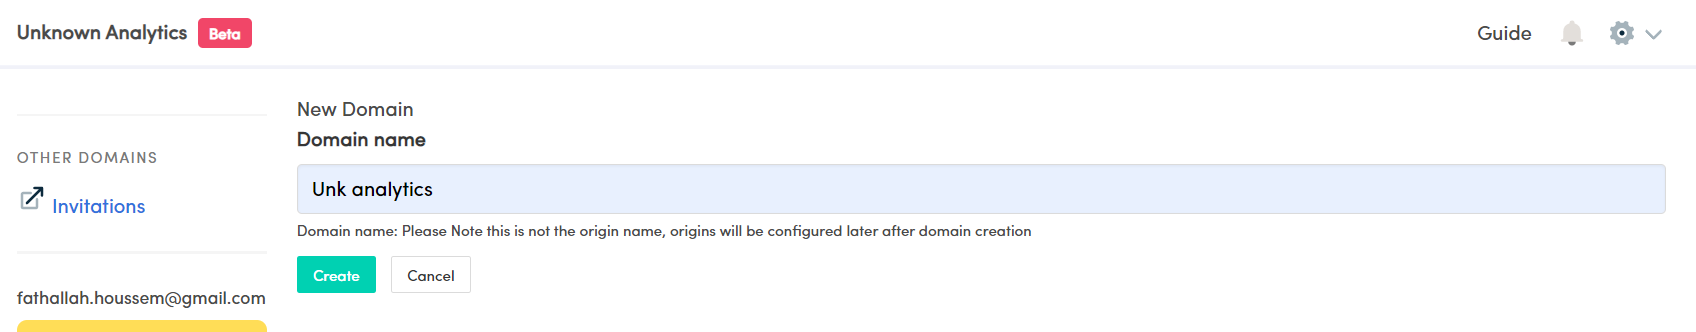 Unknown Analytics Beta
Guide
OTHER DOMAINS
Invitations
fathallah.houssem@gmail.com
New Domain
Domain name
Unk analytics
Domain name: Please Note this is not the origin name, origins will be configured later after domain creation
Create Cancel